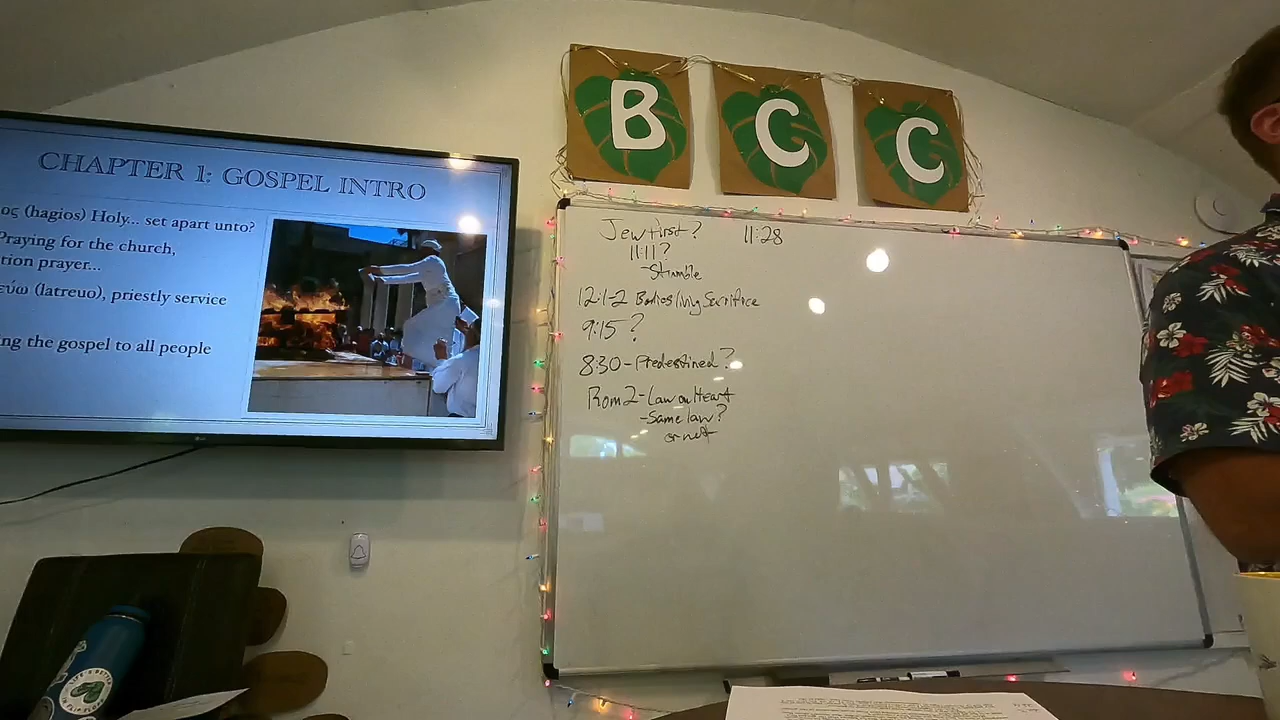 CHAPTER 1: GOSPEL INTRO
ος (hagios) Holy... set apart unto?
Praying for the church,
tion prayer...
εύω (latreuo), priestly service
ng the gospel to all people
B C C
Jew first? 11:28
11:11?
-Stumble
12:1-2 Bodies living Sacrifice
9:15?
8:30-Predestined?
Rom 2-Law on Heart
-Same law?
or not